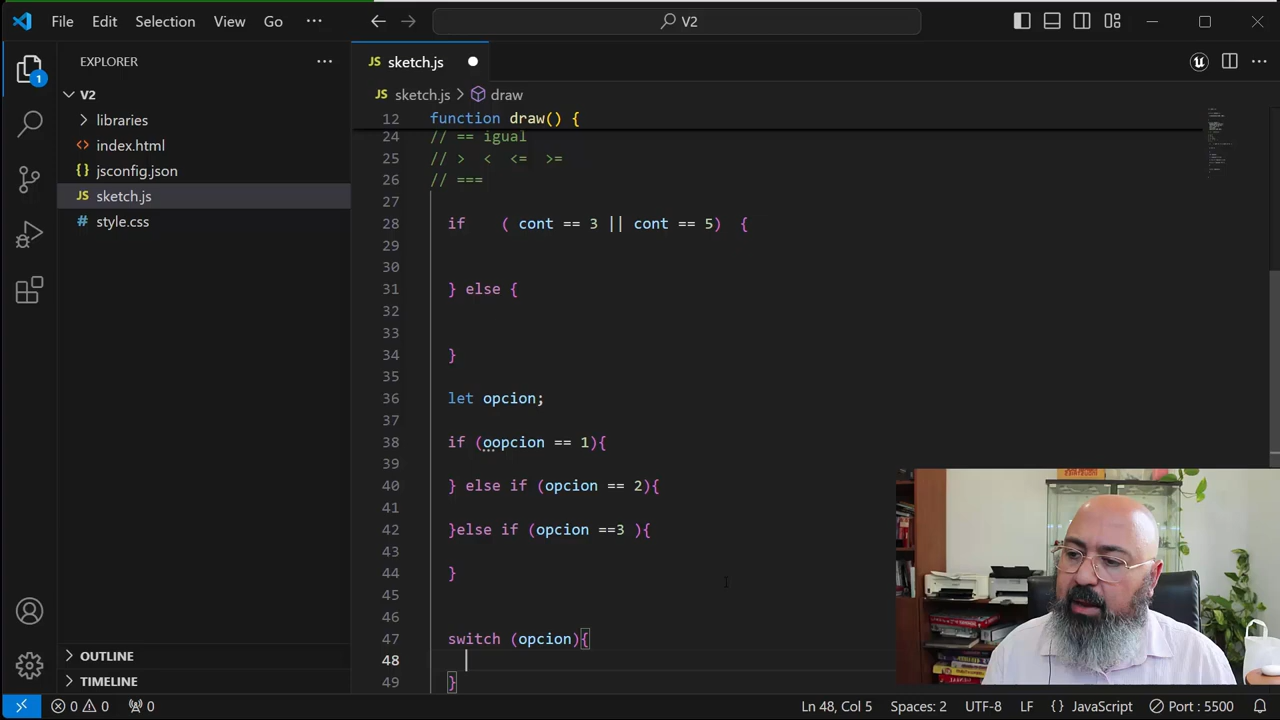 File Edit Selection View Go ··· V2
EXPLORER ···
V2
libraries
index.html
jsconfig.json
sketch.js
style.css
OUTLINE
TIMELINE
1
JS sketch.js
JS sketch.js > draw
12 function draw() {
24 // == igual
25 // > < <= >=
26 // ===
27
28 if ( cont == 3 || cont == 5) {
29
30
31 } else {
32
33
34 }
35
36 let opcion;
37
38 if (oopcion == 1){
39
40 } else if (opcion == 2){
41
42 }else if (opcion ==3 ){
43
44 }
45
46
47 switch (opcion){
48
49 }
0 0 0 Ln 48, Col 5 Spaces: 2 UTF-8 LF {} JavaScript Port : 5500